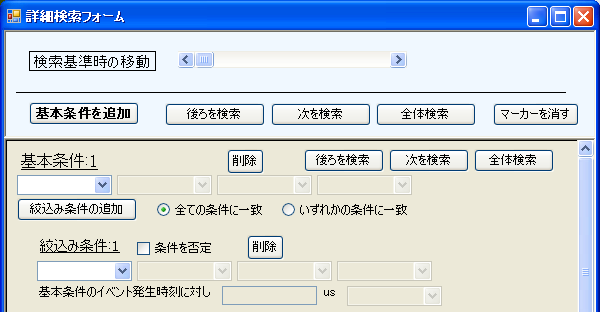 詳細検索フォーム
検索基準時の移動
基本条件を追加 後ろを検索 次を検索 全体検索 マーカーを消す
基本条件:1 削除 後ろを検索 次を検索 全体検索
絞込み条件の追加 全ての条件に一致 いずれかの条件に一致
絞込み条件:1 条件を否定 削除
基本条件のイベント発生時刻に対し us